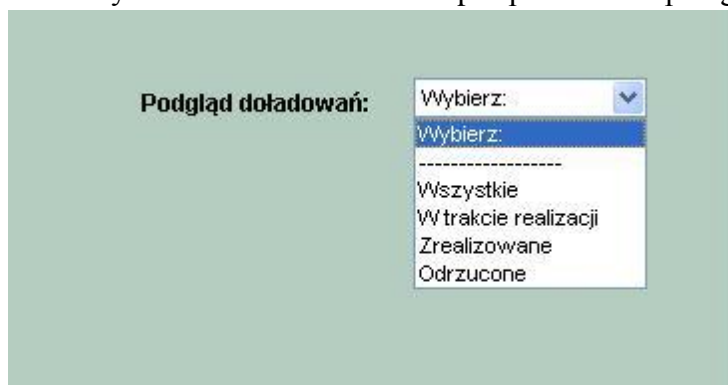 Podgląd doładowań:
Wybierz:
Wybierz:
------------------
Wszystkie
W trakcie realizacji
Zrealizowane
Odrzucone